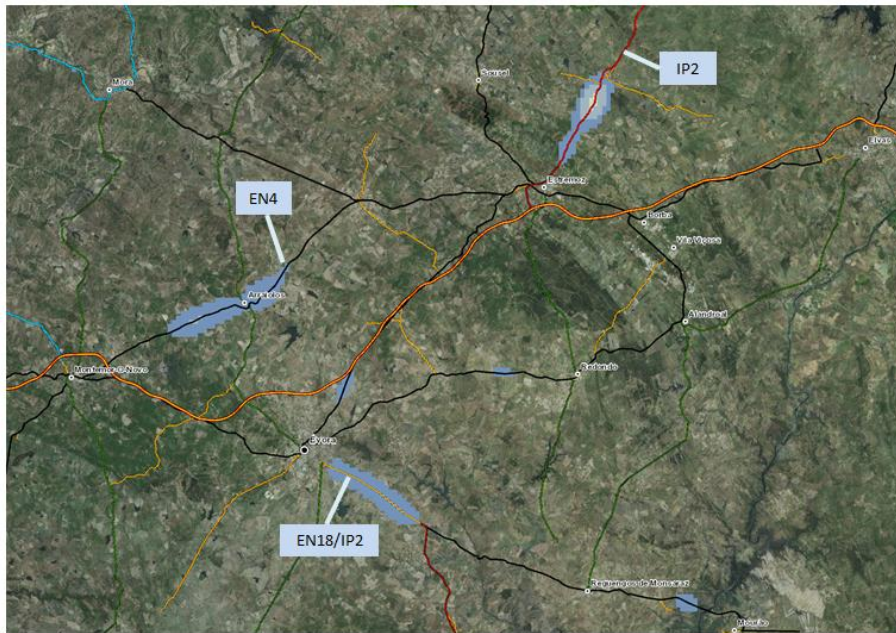 IP2
Mora
Sousel
Elvas
Estremoz
EN4
Borba
Vila Viçosa
Arraiolos
Alandroal
Montemor-O-Novo
Redondo
Évora
EN18/IP2
Reguengos de Monsaraz
Mourão